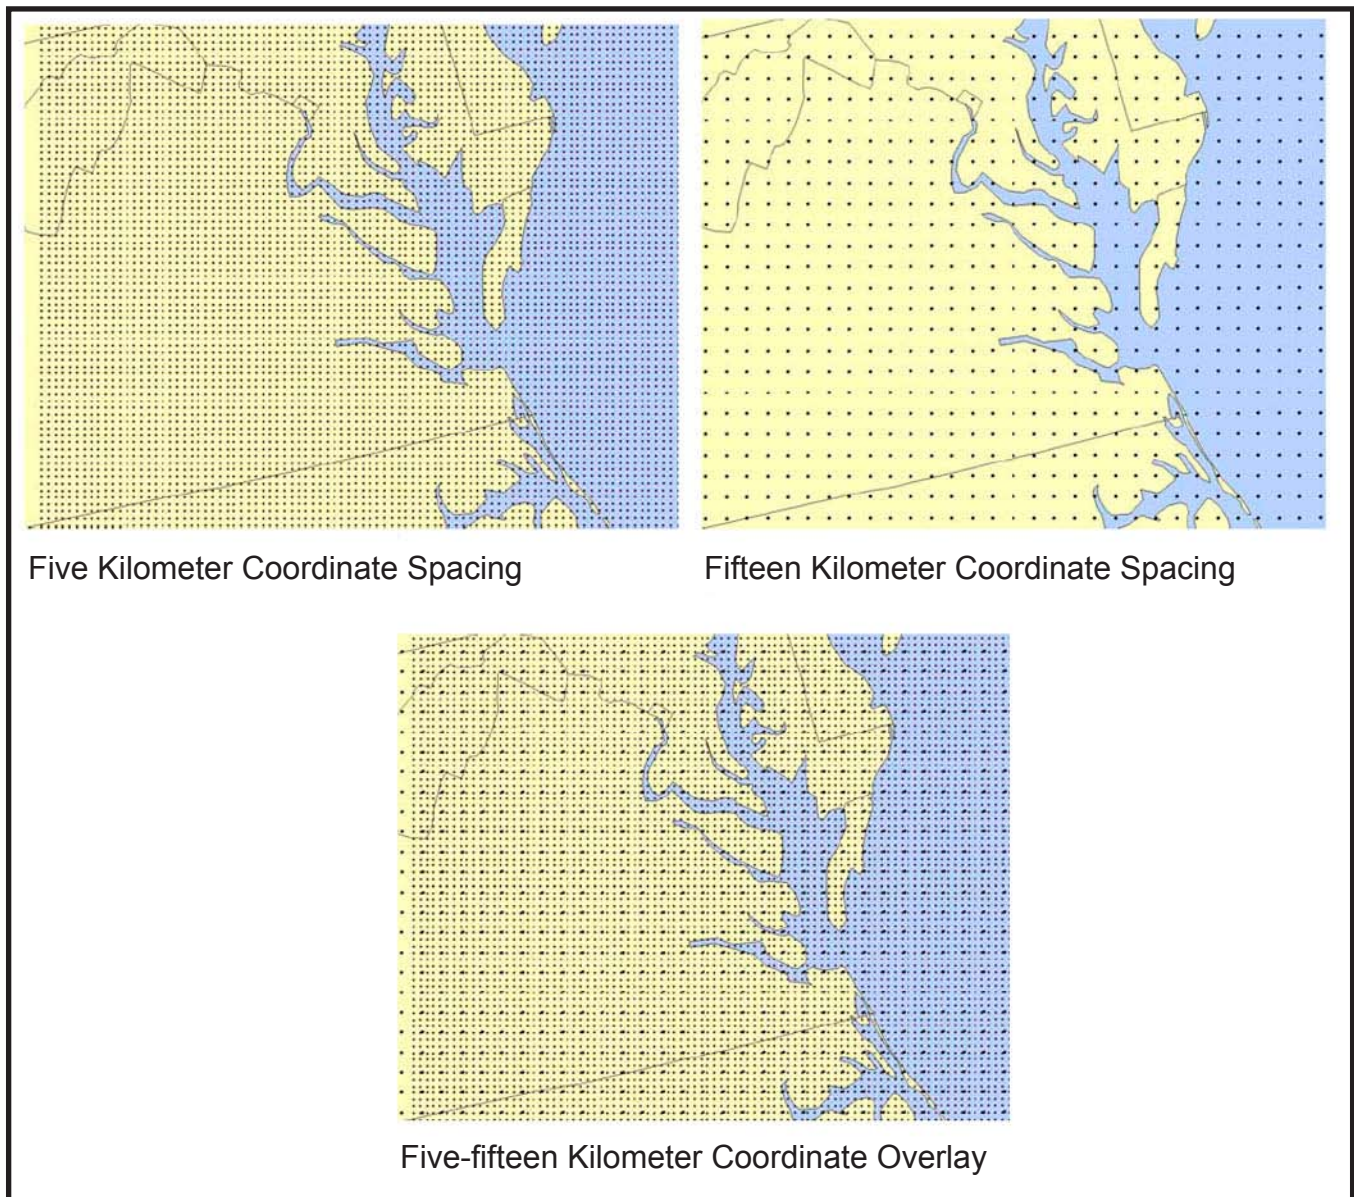 Five Kilometer Coordinate Spacing
Fifteen Kilometer Coordinate Spacing
Five-fifteen Kilometer Coordinate Overlay